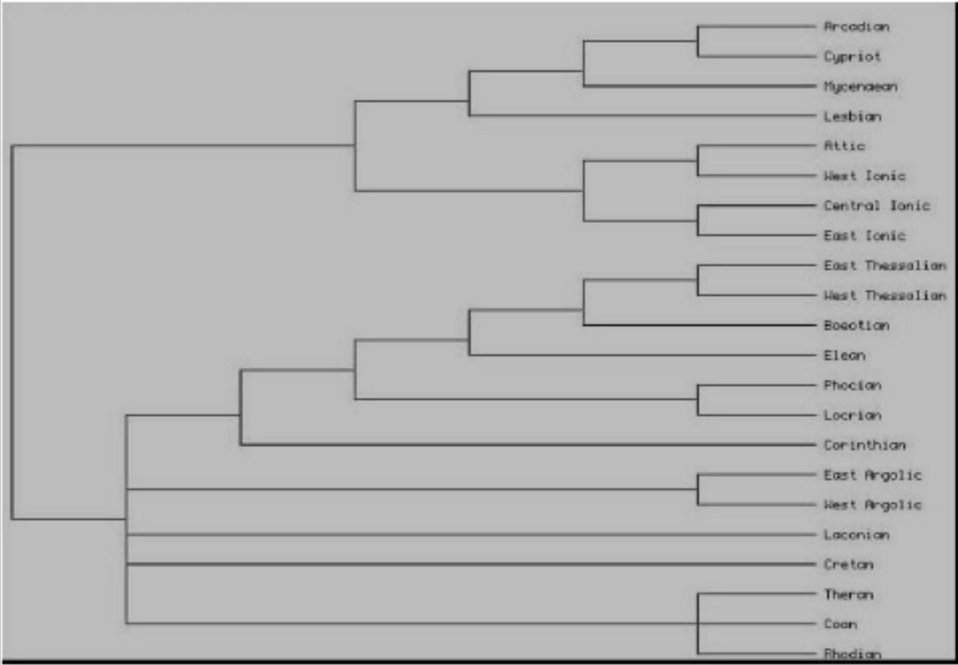 Arcadian
Cypriot
Mycenaean
Lesbian
Attic
West Ionic
Central Ionic
East Ionic
East Thessalian
West Thessalian
Boeotian
Elean
Phocian
Locrian
Corinthian
East Argolic
West Argolic
Laconian
Cretan
Theran
Coan
Rhodian